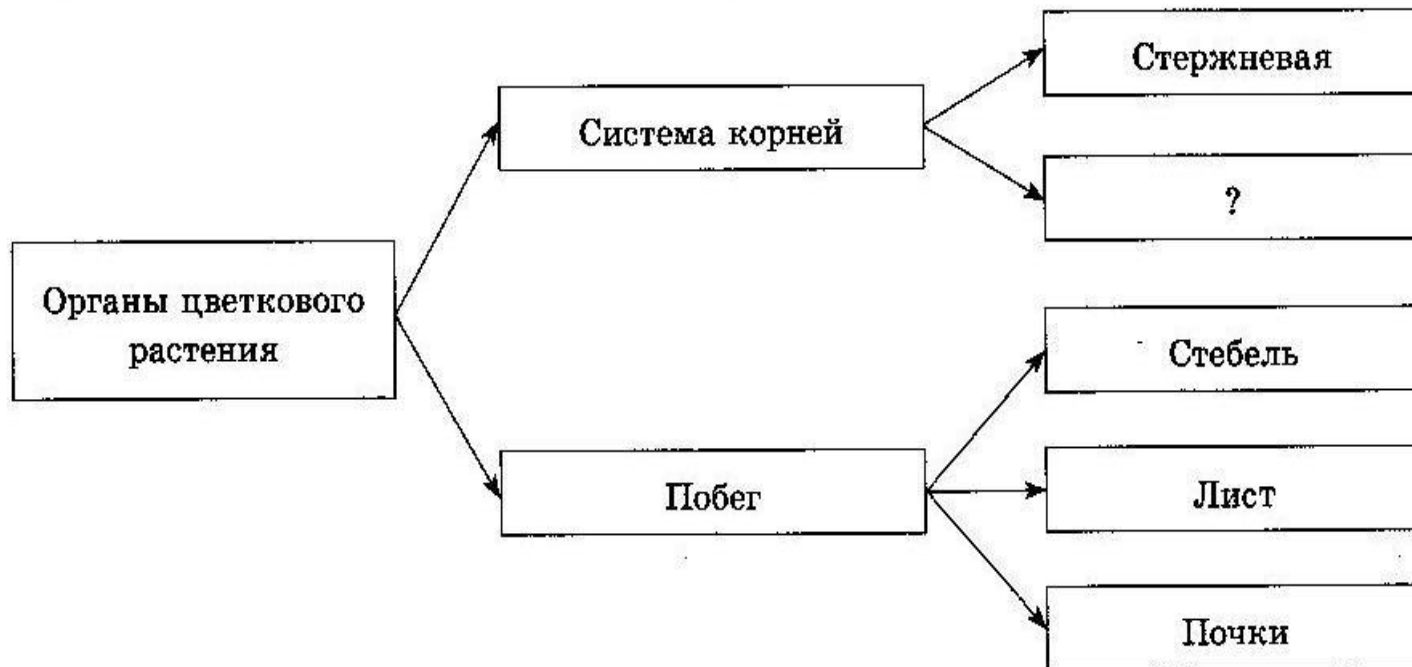 Стержневая
Система корней
?
Органы цветкового
растения
Стебель
Побег
Лист
Почки